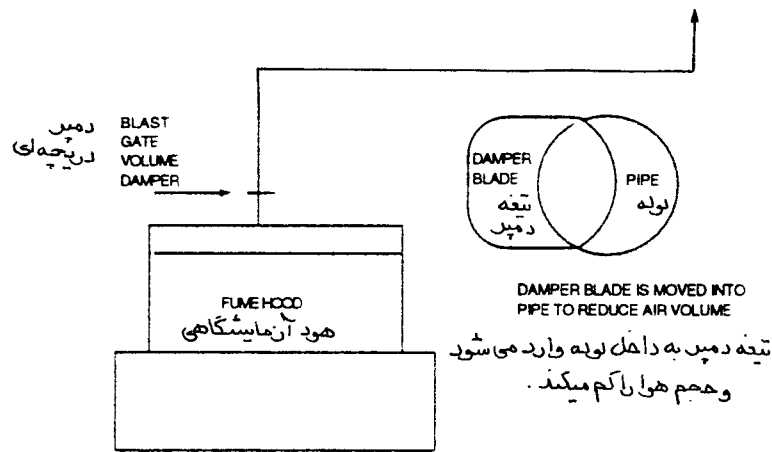 دمپر
دریچه‌ای
BLAST
GATE
VOLUME
DAMPER
DAMPER
BLADE
تیغه
دمپر
PIPE
لوله
FUME HOOD
هود آزمایشگاهی
DAMPER BLADE IS MOVED INTO
PIPE TO REDUCE AIR VOLUME
تیغه دمپر به داخل لوله وارد می شود
و حجم هوا را کم میکند .